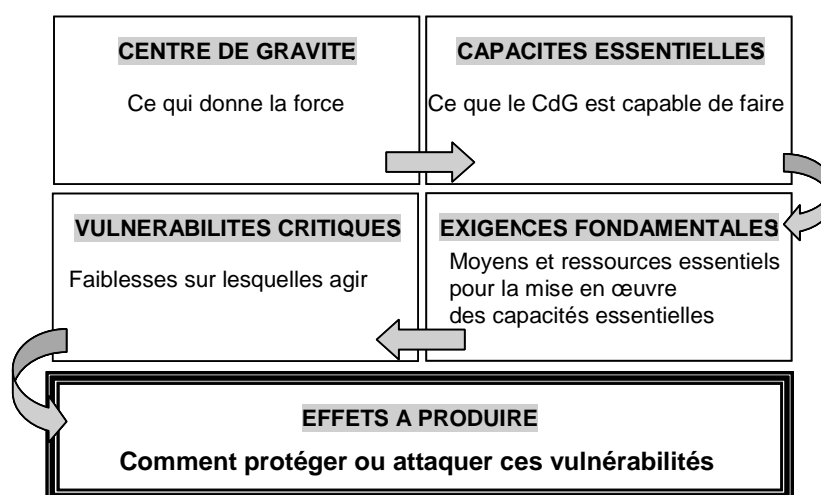 CENTRE DE GRAVITE
Ce qui donne la force
CAPACITES ESSENTIELLES
Ce que le CdG est capable de faire
VULNERABILITES CRITIQUES
Faiblesses sur lesquelles agir
EXIGENCES FONDAMENTALES
Moyens et ressources essentiels
pour la mise en œuvre
des capacités essentielles
EFFETS A PRODUIRE
Comment protéger ou attaquer ces vulnérabilités